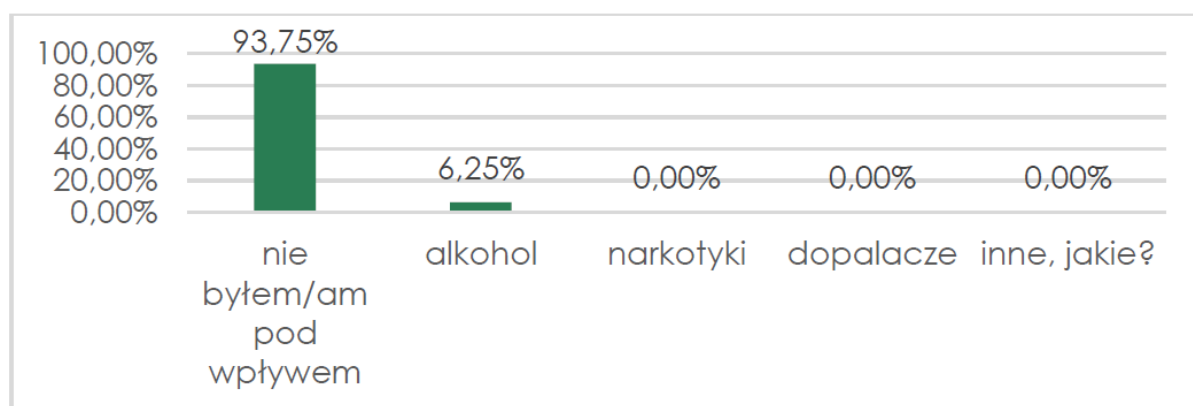 93,75%
100,00%
80,00%
60,00%
40,00%
20,00%
0,00%
6,25%
0,00%
0,00%
0,00%
nie
byłem/am
pod
wpływem
alkohol
narkotyki
dopalacze
inne, jakie?